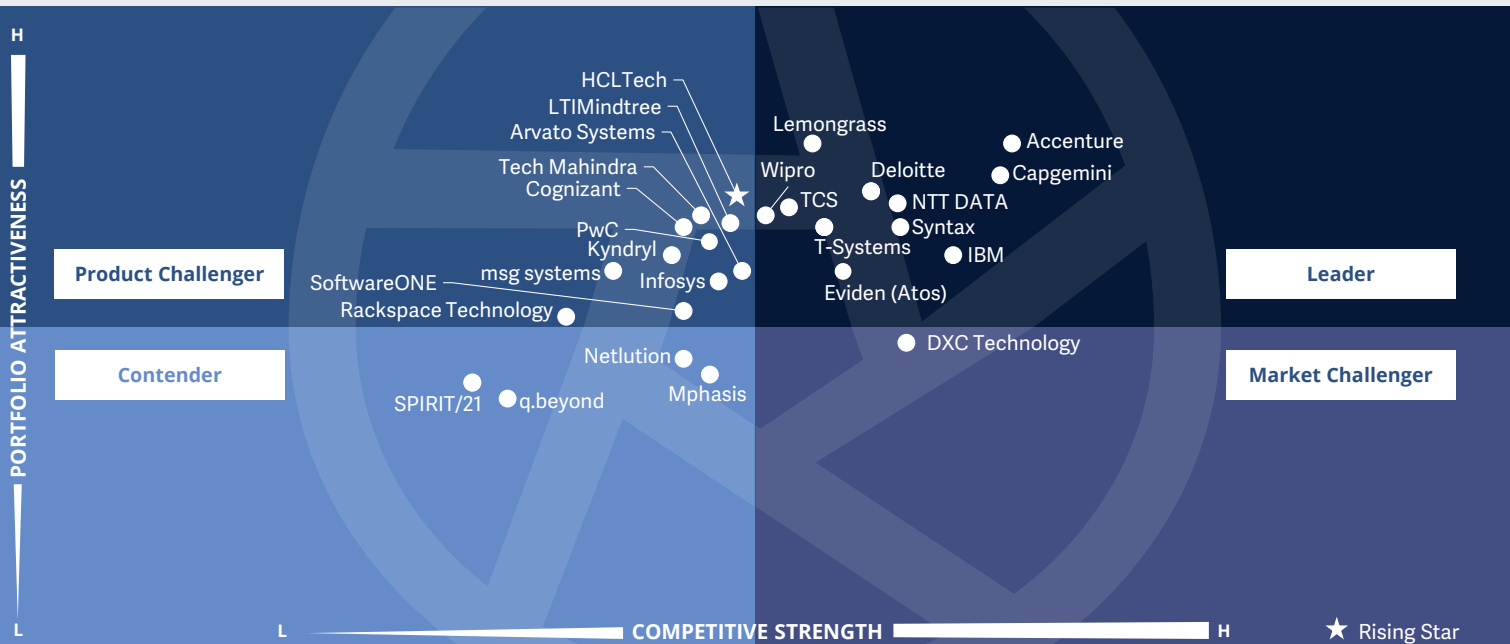 H
HCLTech
LTIMindtree
Arvato Systems
Lemongrass
Accenture
Tech Mahindra
Wipro
Deloitte
Capgemini
Cognizant
TCS
NTT DATA
PwC
Syntax
Kyndryl
T-Systems
IBM
Product Challenger
msg systems
Leader
SoftwareONE
Infosys
Eviden (Atos)
Rackspace Technology
PORTFOLIO ATTRACTIVENESS
DXC Technology
Netlution
Contender
Market Challenger
Mphasis
SPIRIT/21
q.beyond
L
L
COMPETITIVE STRENGTH
H
Rising Star